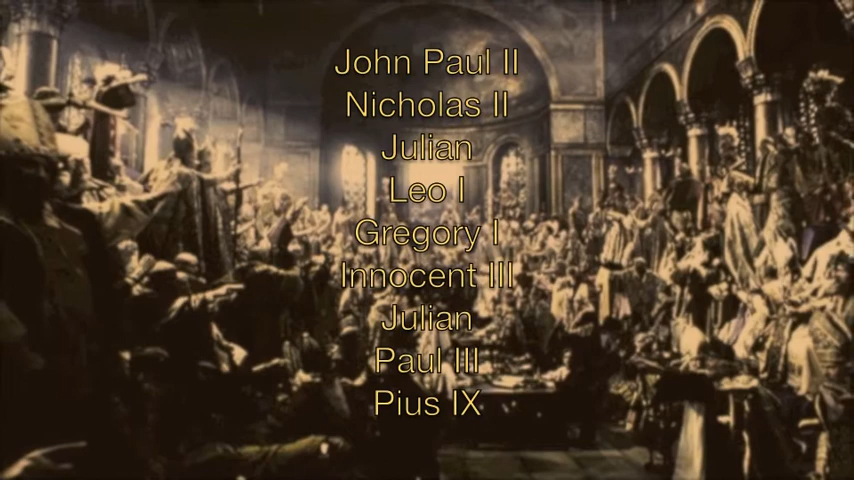 John Paul II
Nicholas II
Julian
Leo I
Gregory I
Innocent III
Julian
Paul III
Pius IX